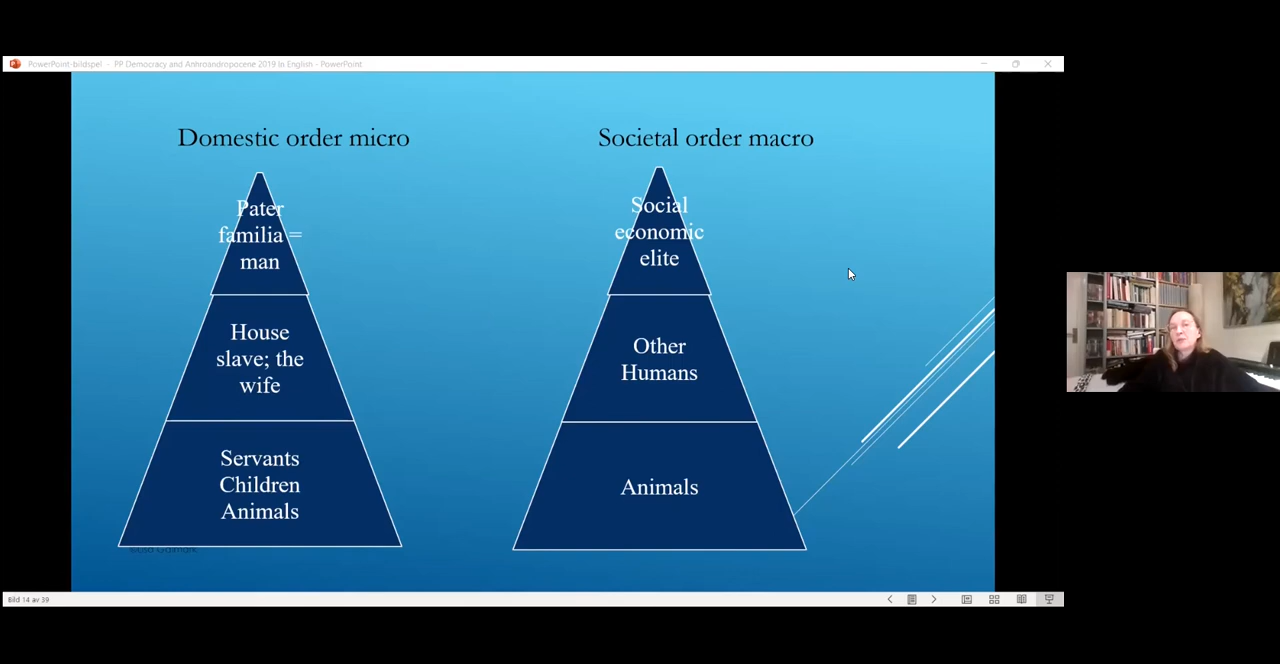 PowerPoint-bildspel - PP Democracy and Anthroandropocene 2019 In English - PowerPoint
Domestic order micro
Societal order macro
Pater
familia =
man
House
slave; the
wife
Servants
Children
Animals
Social
economic
elite
Other
Humans
Animals
Bild 14 av 39